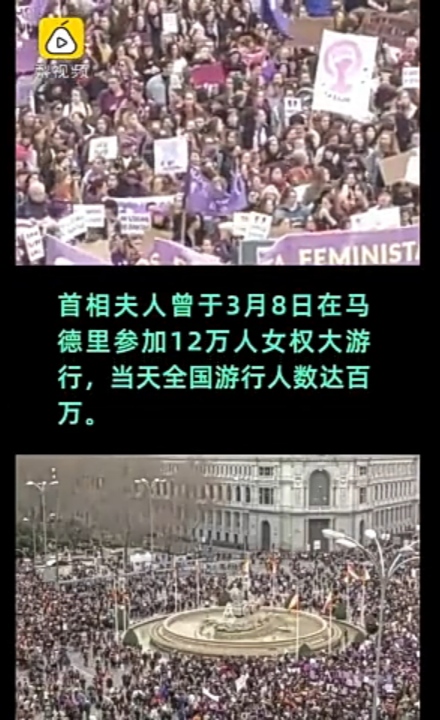 梨视频
FEMINISTA
首相夫人曾于3月8日在马
德里参加12万人女权大游
行，当天全国游行人数达百
万。